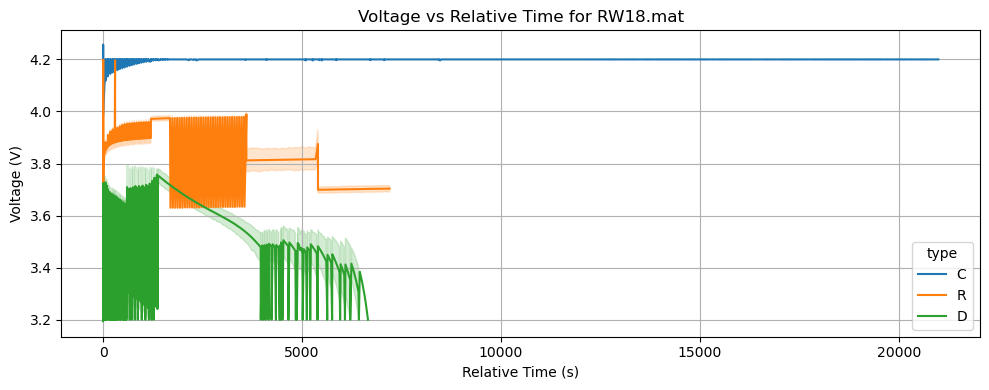 Voltage vs Relative Time for RW18.mat
Voltage (V)
4.2
4.0
3.8
3.6
3.4
3.2
type
C
R
D
0 5000 10000 15000 20000
Relative Time (s)